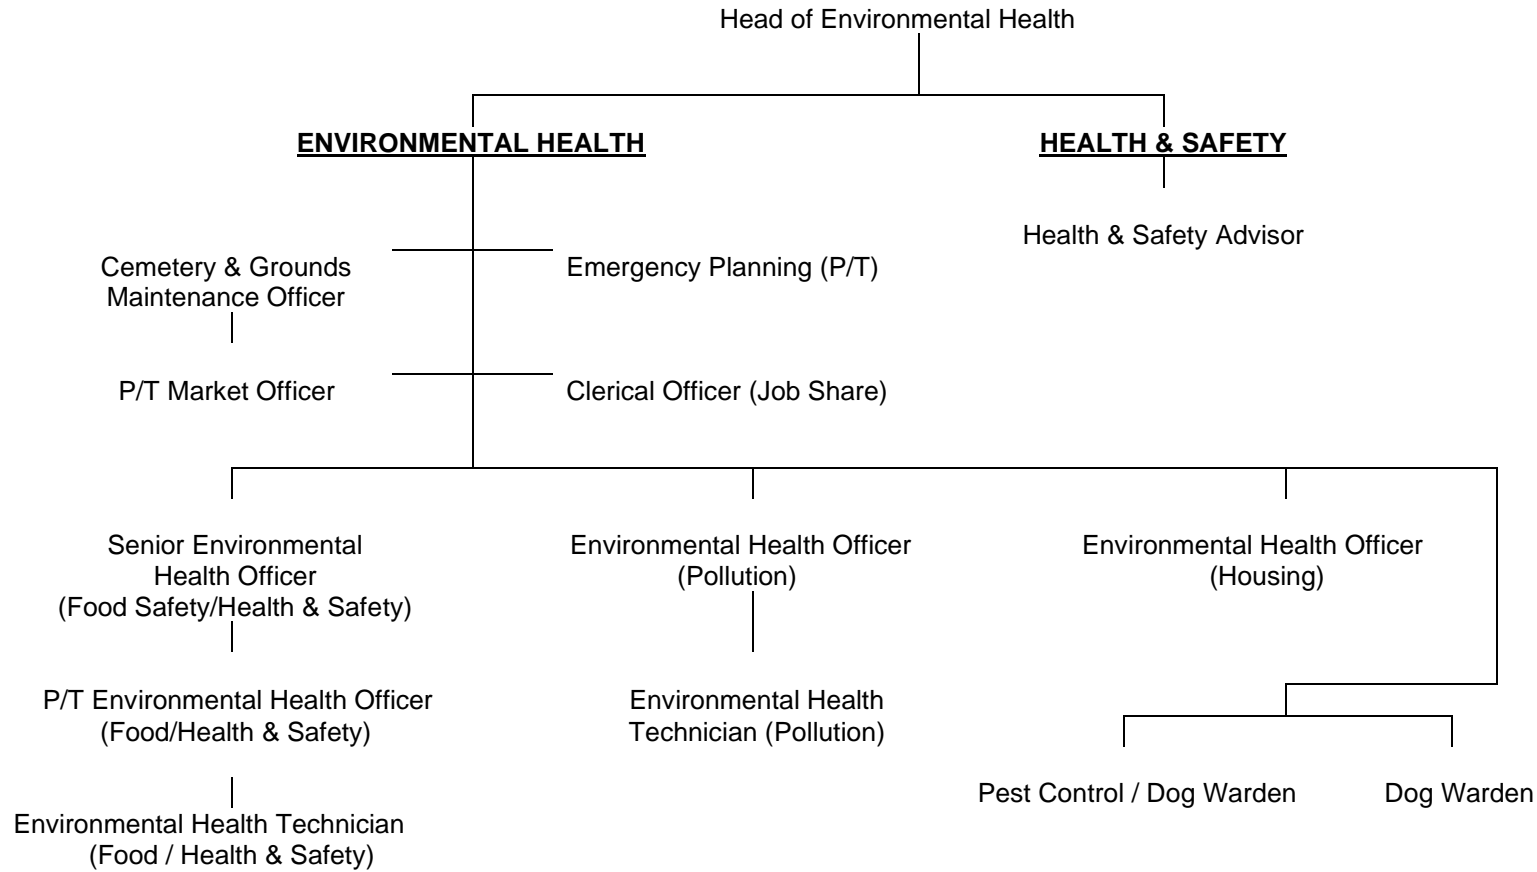 Head of Environmental Health
ENVIRONMENTAL HEALTH
HEALTH & SAFETY
Health & Safety Advisor
Cemetery & Grounds
Maintenance Officer
Emergency Planning (P/T)
P/T Market Officer
Clerical Officer (Job Share)
Senior Environmental
Health Officer
(Food Safety/Health & Safety)
Environmental Health Officer
(Pollution)
Environmental Health Officer
(Housing)
P/T Environmental Health Officer
(Food/Health & Safety)
Environmental Health
Technician (Pollution)
Pest Control / Dog Warden
Dog Warden
Environmental Health Technician
(Food / Health & Safety)